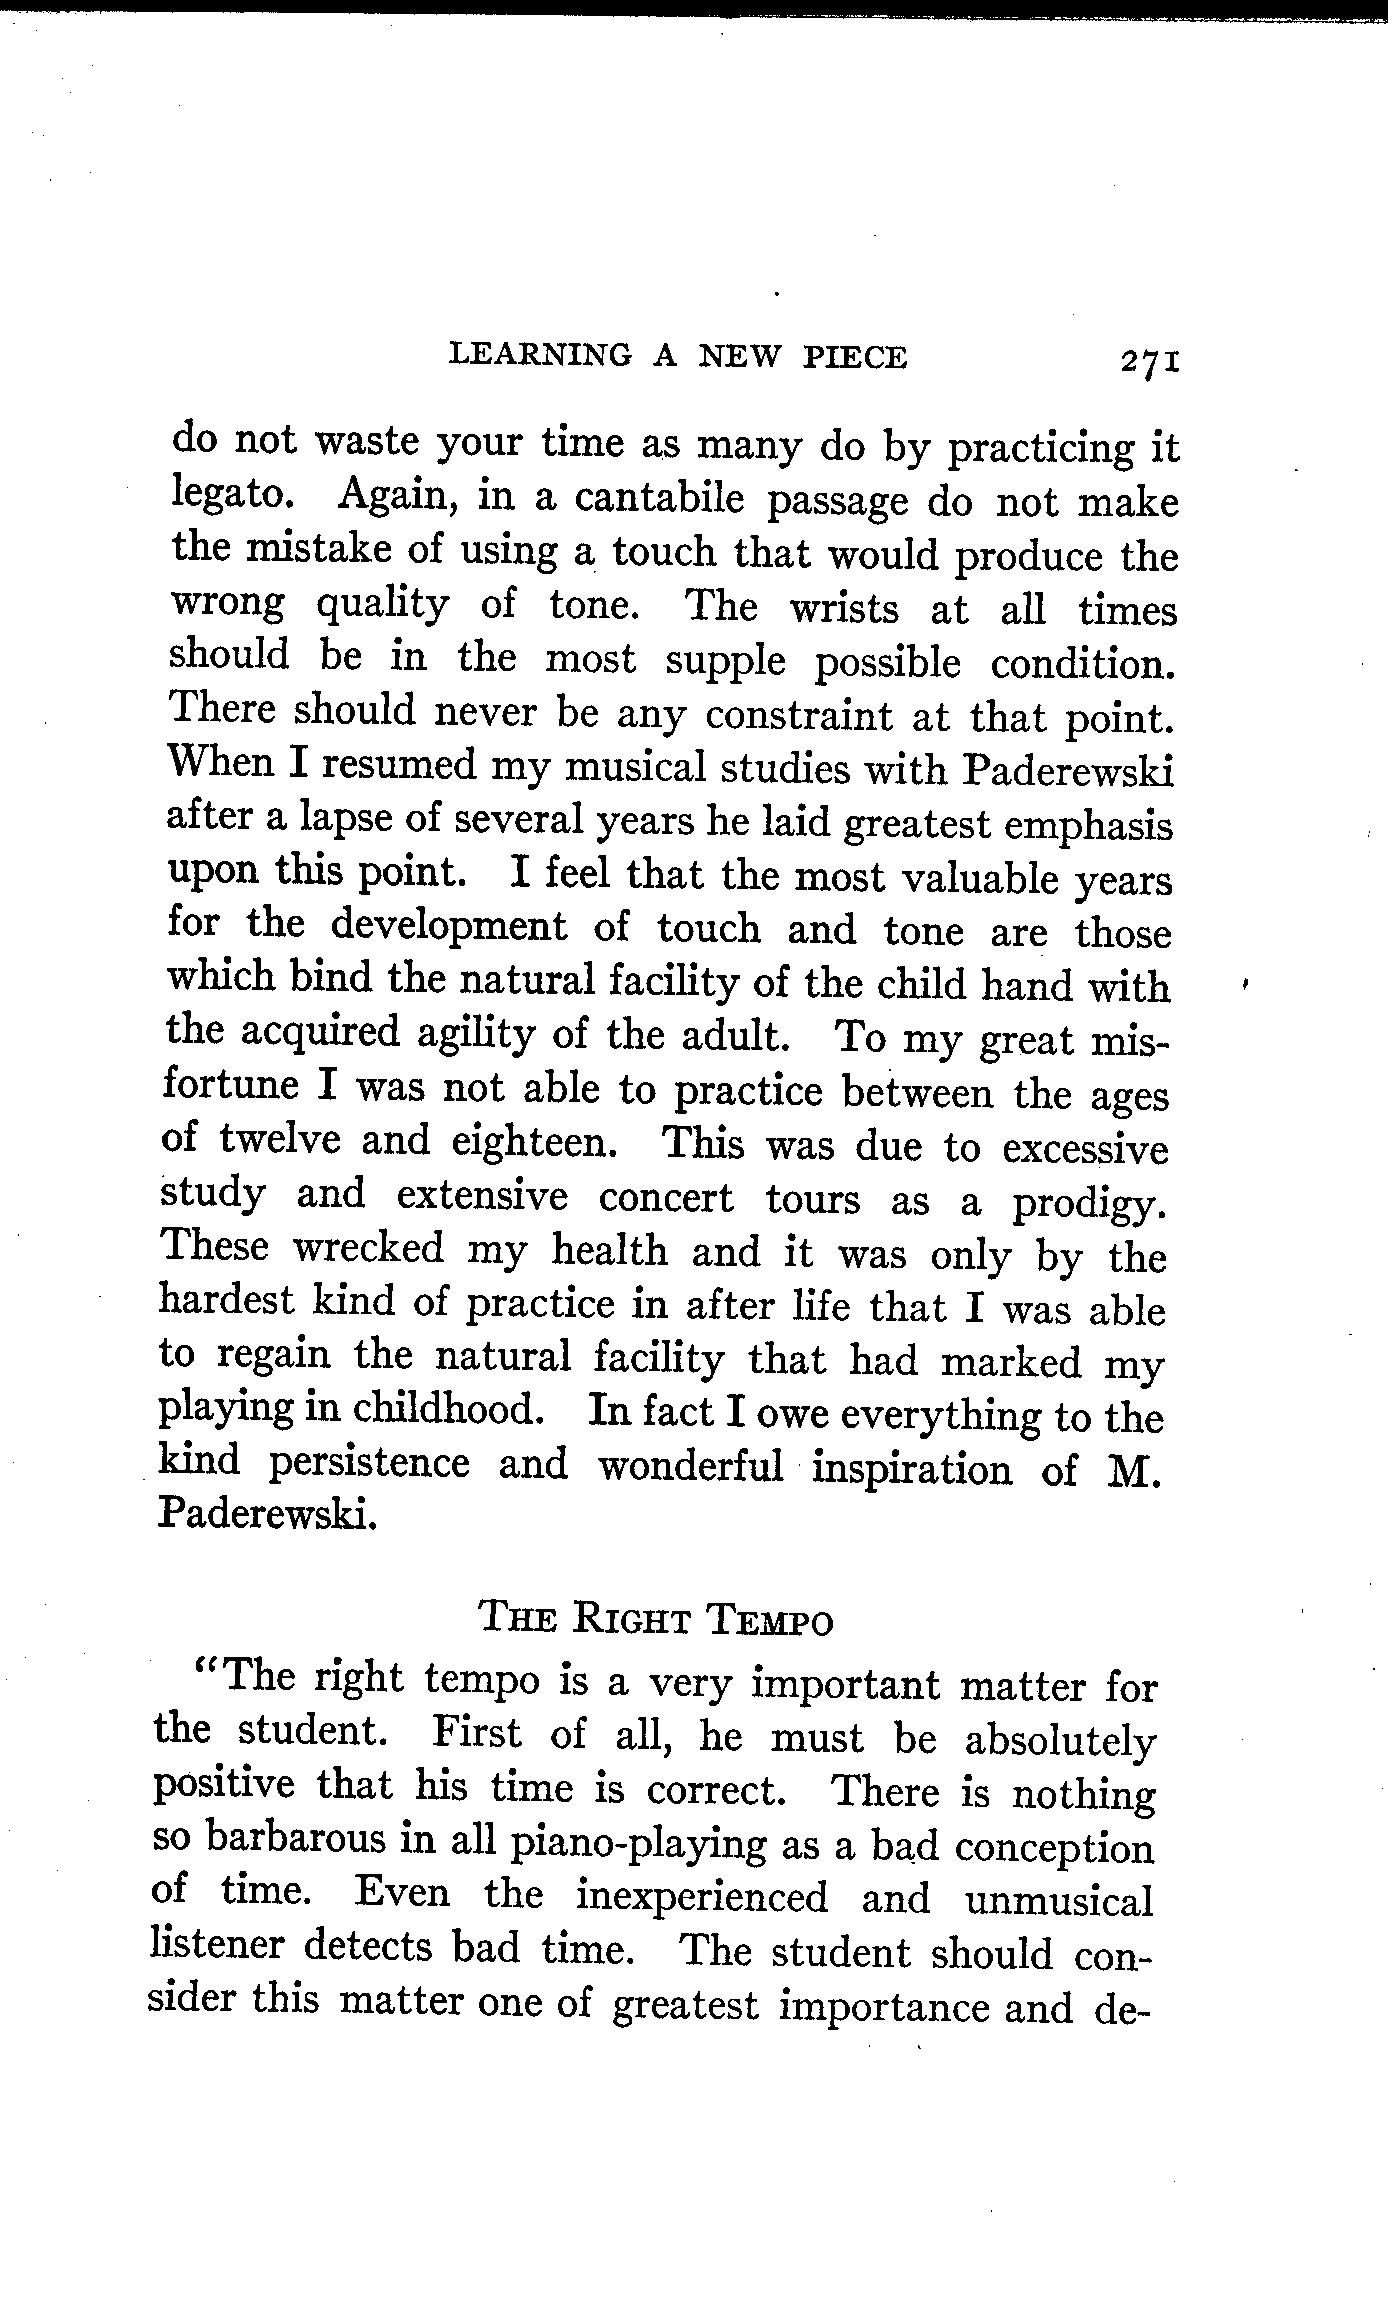 LEARNING A NEW PIECE 271
do not waste your time as many do by practicing it
legato. Again, in a cantabile passage do not make
the mistake of using a touch that would produce the
wrong quality of tone. The wrists at all times
should be in the most supple possible condition.
There should never be any constraint at that point.
When I resumed my musical studies with Paderewski
after a lapse of several years he laid greatest emphasis
upon this point. I feel that the most valuable years
for the development of touch and tone are those
which bind the natural facility of the child hand with
the acquired agility of the adult. To my great mis-
fortune I was not able to practice between the ages
of twelve and eighteen. This was due to excessive
study and extensive concert tours as a prodigy.
These wrecked my health and it was only by the
hardest kind of practice in after life that I was able
to regain the natural facility that had marked my
playing in childhood. In fact I owe everything to the
kind persistence and wonderful inspiration of M.
Paderewski.
THE RIGHT TEMPO
"The right tempo is a very important matter for
the student. First of all, he must be absolutely
positive that his time is correct. There is nothing
so barbarous in all piano-playing as a bad conception
of time. Even the inexperienced and unmusical
listener detects bad time. The student should con-
sider this matter one of greatest importance and de-